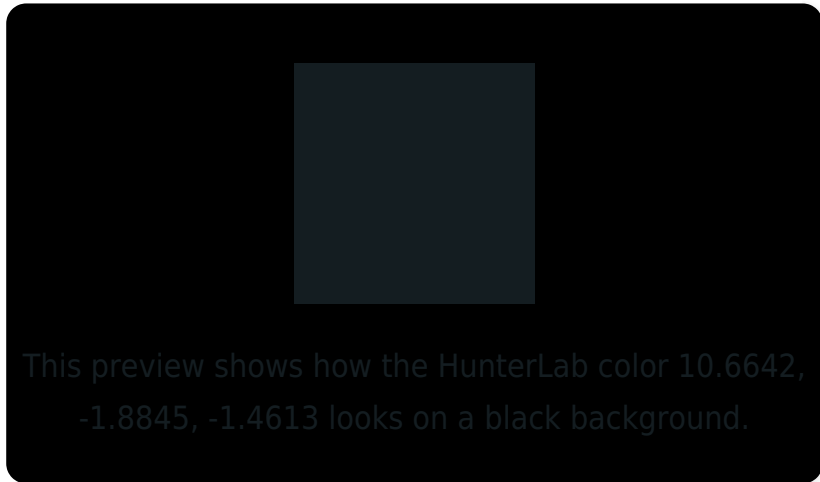 This preview shows how the HunterLab color 10.6642,
-1.8845, -1.4613 looks on a black background.